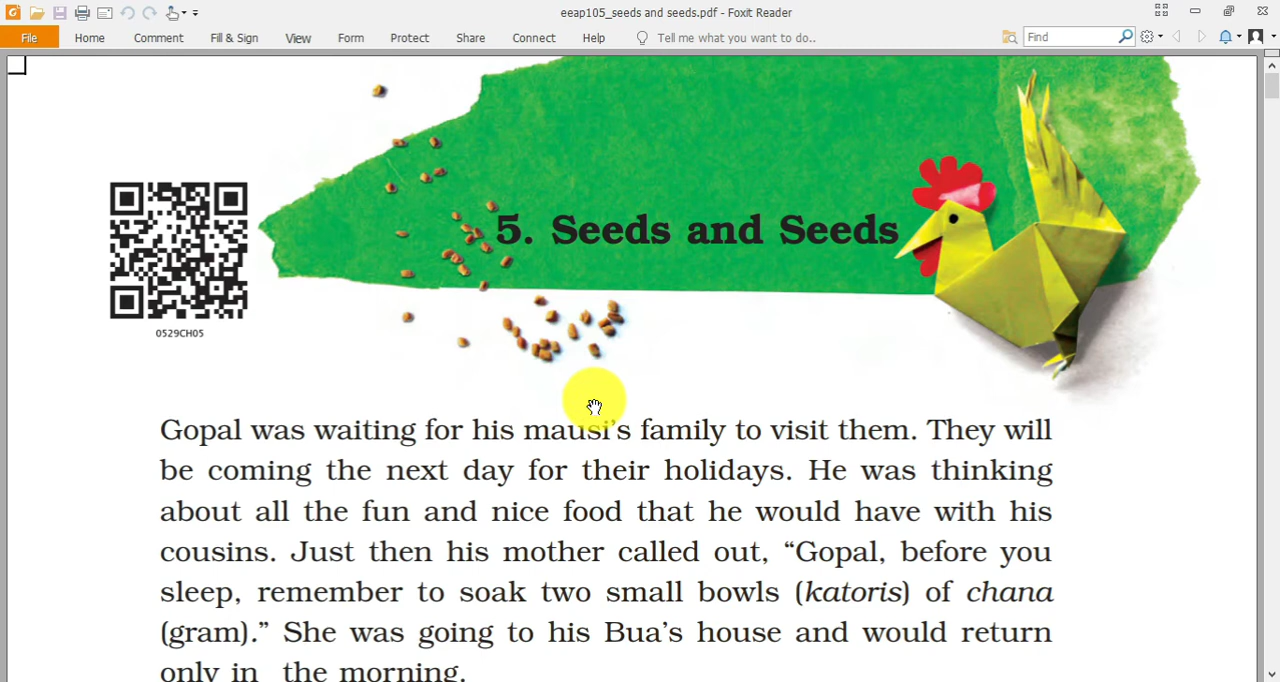 eeap105_seeds and seeds.pdf - Foxit Reader
File Home Comment Fill & Sign View Form Protect Share Connect Help Tell me what you want to do.. Find
5. Seeds and Seeds
0529CH05
Gopal was waiting for his mausi's family to visit them. They will
be coming the next day for their holidays. He was thinking
about all the fun and nice food that he would have with his
cousins. Just then his mother called out, “Gopal, before you
sleep, remember to soak two small bowls (katoris) of chana
(gram).” She was going to his Bua’s house and would return
only in the morning.